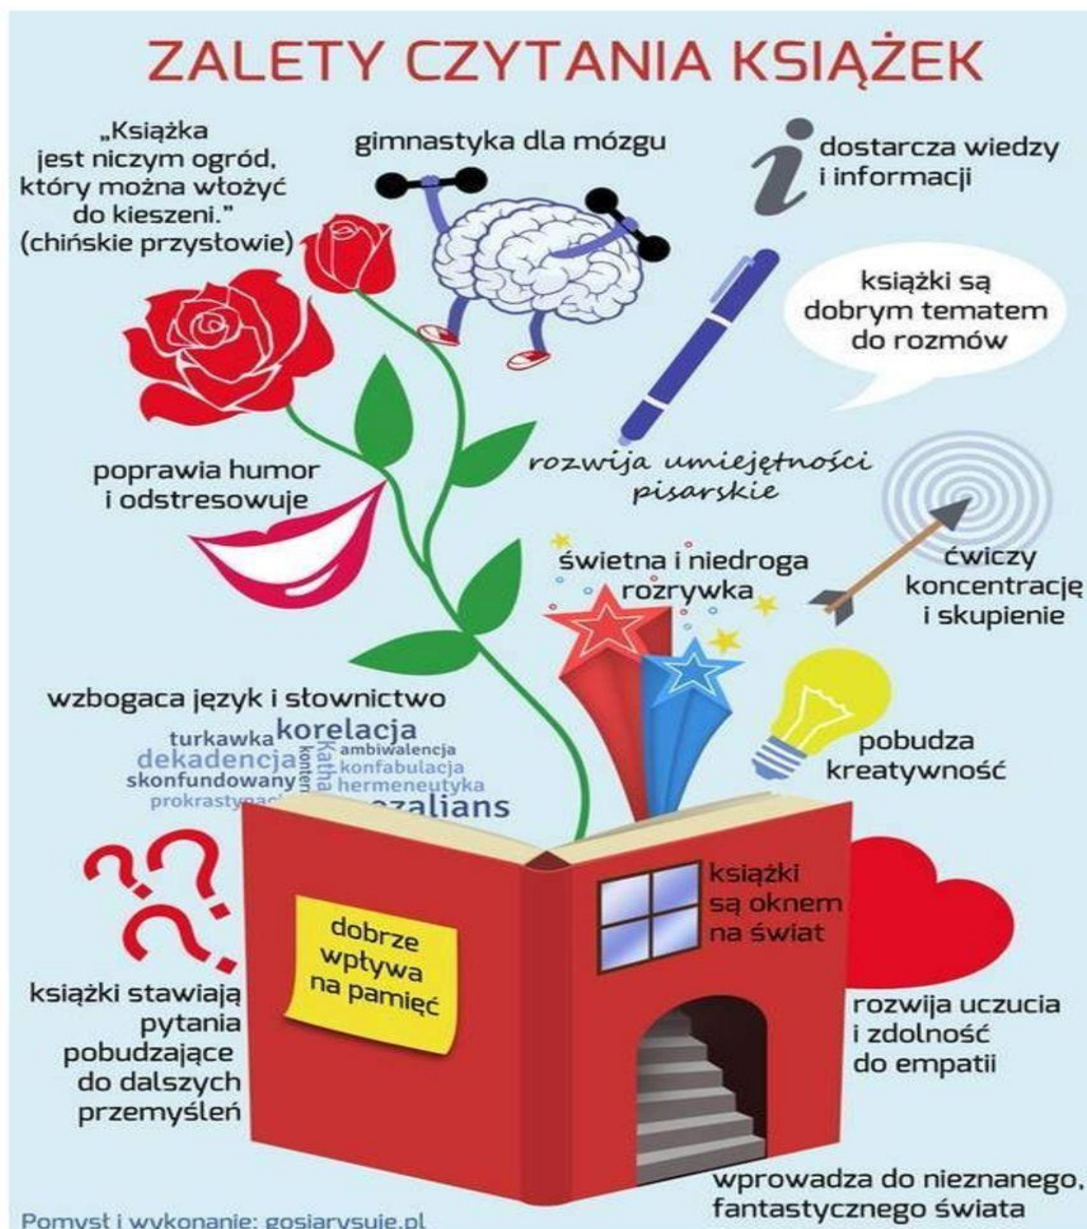 ZALETY CZYTANIA KSIĄŻEK
„Książka
jest niczym ogród,
który można włożyć
do kieszeni.”
(chińskie przysłowie)
gimnastyka dla mózgu
dostarcza wiedzy
i informacji
książki są
dobrym tematem
do rozmów
rozwija umiejętności
pisarskie
poprawia humor
i odstresowuje
świetna i niedroga
rozrywka
ćwiczy
koncentrację
i skupienie
wzbogaca język i słownictwo
turkawka
korelacja
dekadencja
ambiwalencja
konfabulacja
skonfundowany
hermeneutyka
pobudza
kreatywność
książki
są oknem
na świat
dobrze
wpływa
na pamięć
książki stawiają
pytania
pobudzające
do dalszych
przemyśleń
rozwija uczucia
i zdolność
do empatii
wprowadza do nieznanego,
fantastycznego świata
Pomysł i wykonanie: gosiarysuje.pl